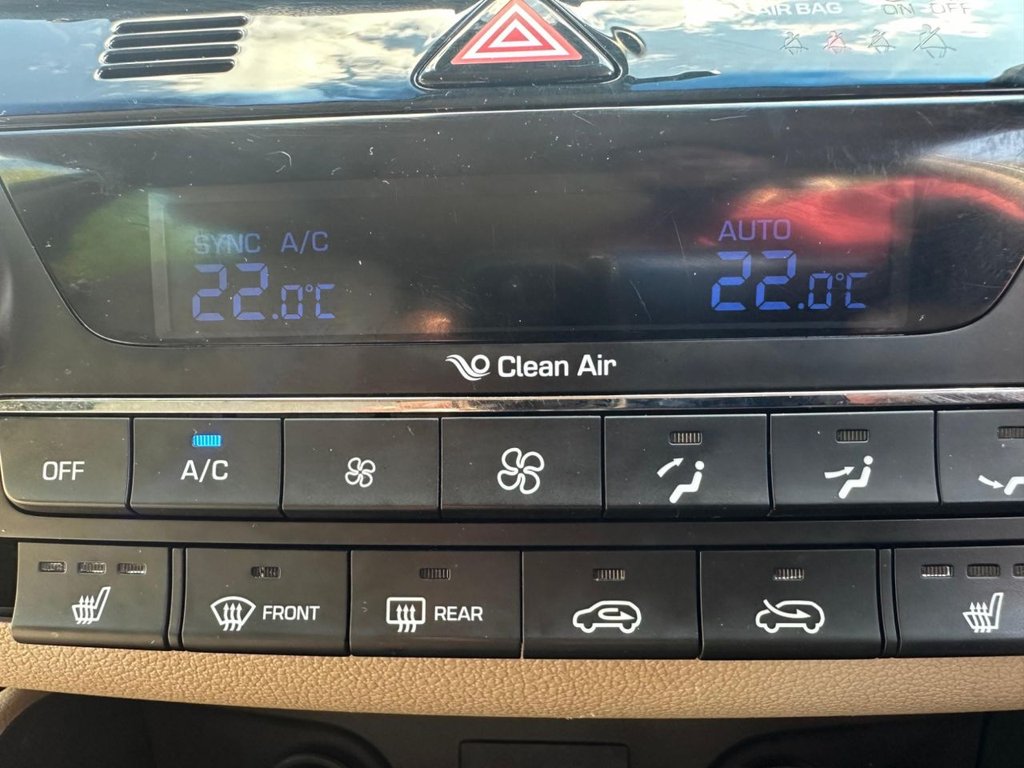 AIR BAG
ON OFF
SYNC A/C
AUTO
22.0°C
22.0°C
Clean Air
OFF
A/C
FRONT
REAR